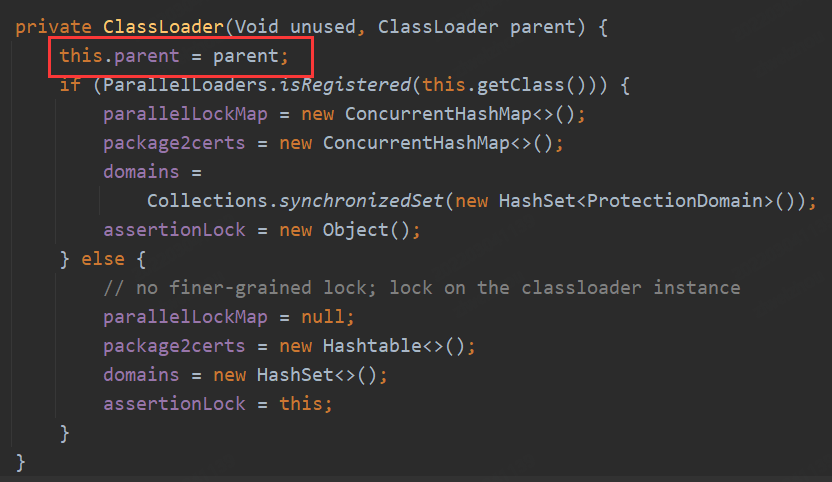 private ClassLoader(Void unused, ClassLoader parent) {
this.parent = parent;
if (ParallelLoaders.isRegistered(this.getClass())) {
parallelLockMap = new ConcurrentHashMap<>();
package2certs = new ConcurrentHashMap<>();
domains =
Collections.synchronizedSet(new HashSet<ProtectionDomain>());
assertionLock = new Object();
} else {
// no finer-grained lock; lock on the classloader instance
parallelLockMap = null;
package2certs = new Hashtable<>();
domains = new HashSet<>();
assertionLock = this;
}
}